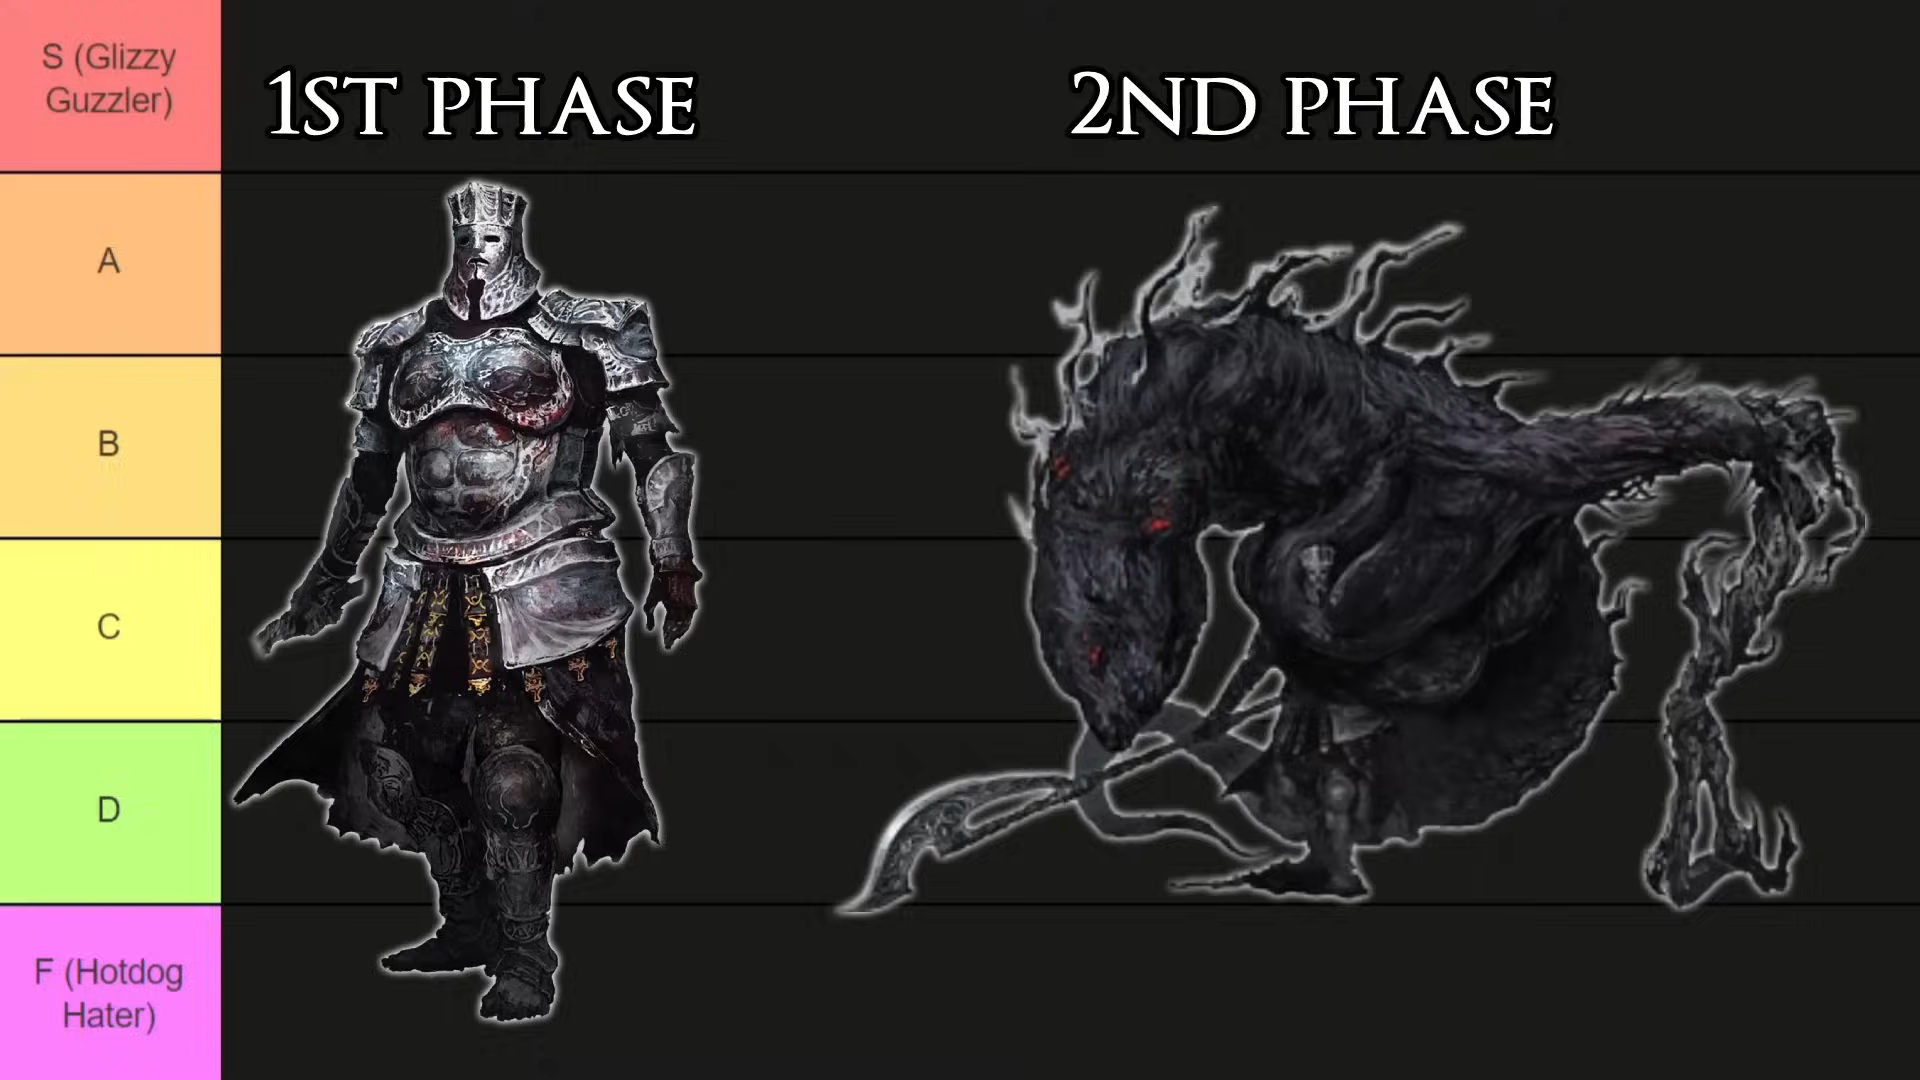 S (Glizzy
Guzzler)
1ST PHASE
2ND PHASE
A
B
C
D
F (Hotdog
Hater)